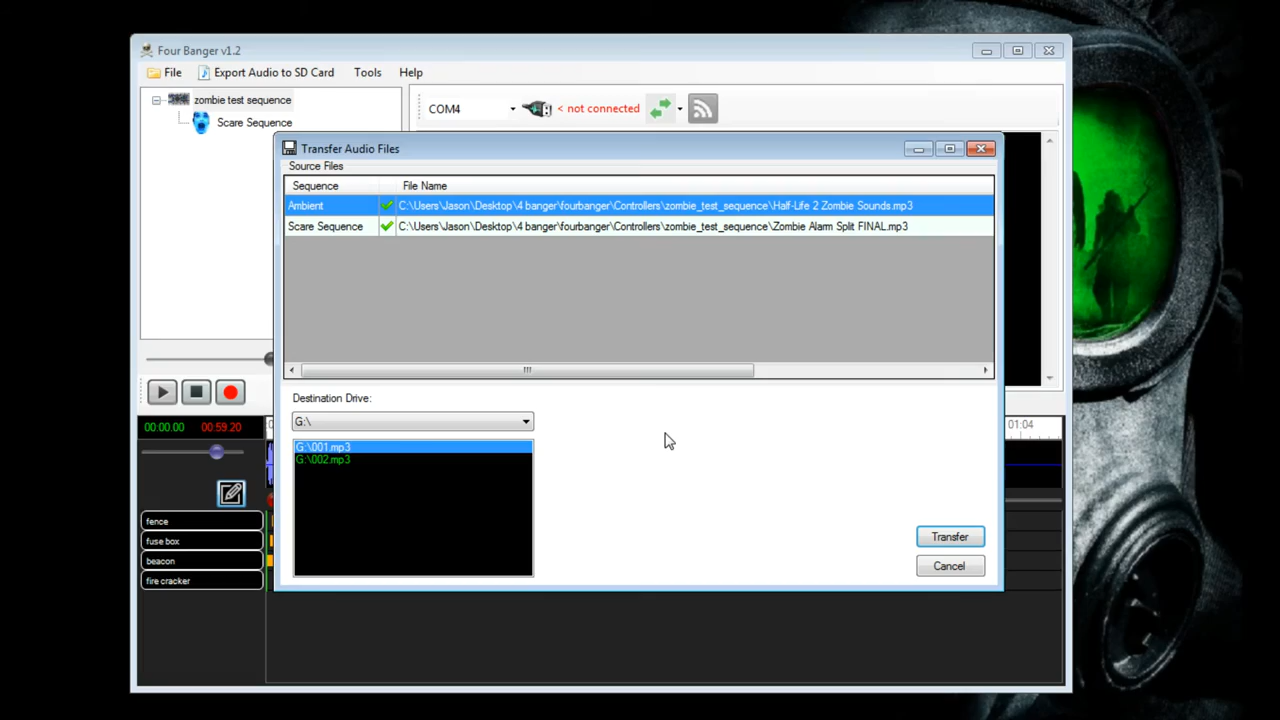 Four Banger v1.2
File Export Audio to SD Card Tools Help
zombie test sequence
Scare Sequence
COM4 < not connected
Transfer Audio Files
Source Files
Sequence File Name
Ambient C:\Users\Jason\Desktop\4 banger\fourbanger\Controllers\zombie_test_sequence\Half-Life 2 Zombie Sounds.mp3
Scare Sequence C:\Users\Jason\Desktop\4 banger\fourbanger\Controllers\zombie_test_sequence\Zombie Alarm Split FINAL.mp3
Destination Drive:
G:\
G:\001.mp3
G:\002.mp3
Transfer
Cancel
00:00.00 00:59.20
01:04
fence
fuse box
beacon
fire cracker